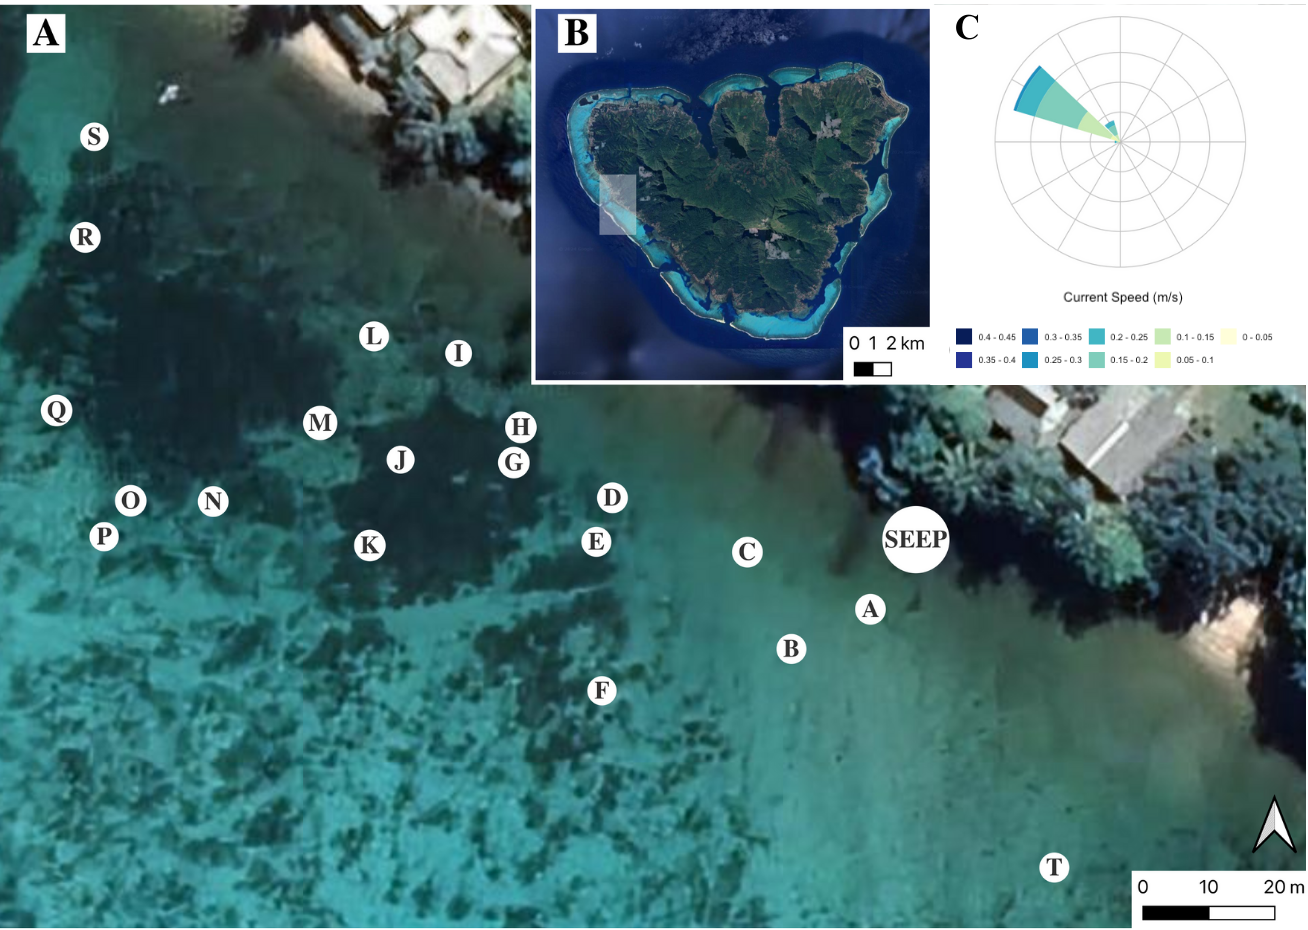 A
B
C
S
R
L
I
Q
M
H
J
G
O
N
D
P
K
E
C
SEEP
A
B
F
T
0 1 2 km
Current Speed (m/s)
0.4 - 0.45
0.3 - 0.35
0.2 - 0.25
0.1 - 0.15
0 - 0.05
0.35 - 0.4
0.25 - 0.3
0.15 - 0.2
0.05 - 0.1
0 10 20 m